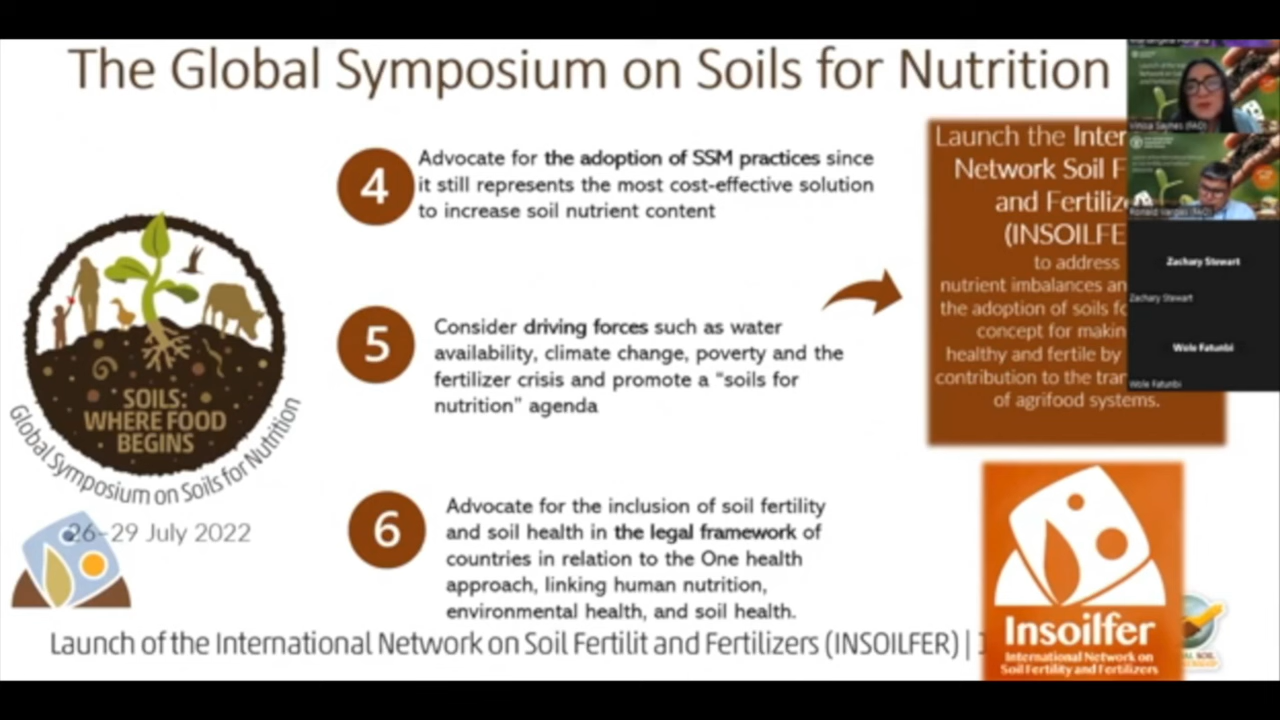 The Global Symposium on Soils for Nutrition
4
Advocate for the adoption of SSM practices since
it still represents the most cost-effective solution
to increase soil nutrient content
5
Consider driving forces such as water
availability, climate change, poverty and the
fertilizer crisis and promote a “soils for
nutrition” agenda
6
Advocate for the inclusion of soil fertility
and soil health in the legal framework of
countries in relation to the One health
approach, linking human nutrition,
environmental health, and soil health.
SOILS:
WHERE FOOD
BEGINS
Global Symposium on Soils for Nutrition
26-29 July 2022
Launch the Inter
Network Soil F
and Fertiliz
(INSOILFE
to address
nutrient imbalances an
the adoption of soils fo
concept for makin
healthy and fertile by
contribution to the tran
of agrifood systems.
Zachary Stewart
Zachary Stewart
Wole Fatunbi
Wole Fatunbi
Ronald Vargas (FAO)
Insoilfer
International Network on
Soil Fertility and Fertilizers
Launch of the International Network on Soil Fertilit and Fertilizers (INSOILFER) |